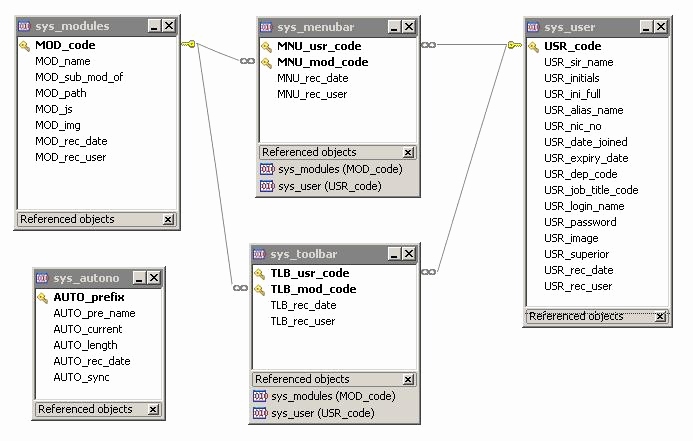 sys_modules
MOD_code
MOD_name
MOD_sub_mod_of
MOD_path
MOD_js
MOD_img
MOD_rec_date
MOD_rec_user
Referenced objects
sys_menubar
MNU_usr_code
MNU_mod_code
MNU_rec_date
MNU_rec_user
Referenced objects
sys_modules (MOD_code)
sys_user (USR_code)
sys_user
USR_code
USR_sir_name
USR_initials
USR_ini_full
USR_alias_name
USR_nic_no
USR_date_joined
USR_expiry_date
USR_dep_code
USR_job_title_code
USR_login_name
USR_password
USR_image
USR_superior
USR_rec_date
USR_rec_user
Referenced objects
sys_autono
AUTO_prefix
AUTO_pre_name
AUTO_current
AUTO_length
AUTO_rec_date
AUTO_sync
Referenced objects
sys_toolbar
TLB_usr_code
TLB_mod_code
TLB_rec_date
TLB_rec_user
Referenced objects
sys_modules (MOD_code)
sys_user (USR_code)